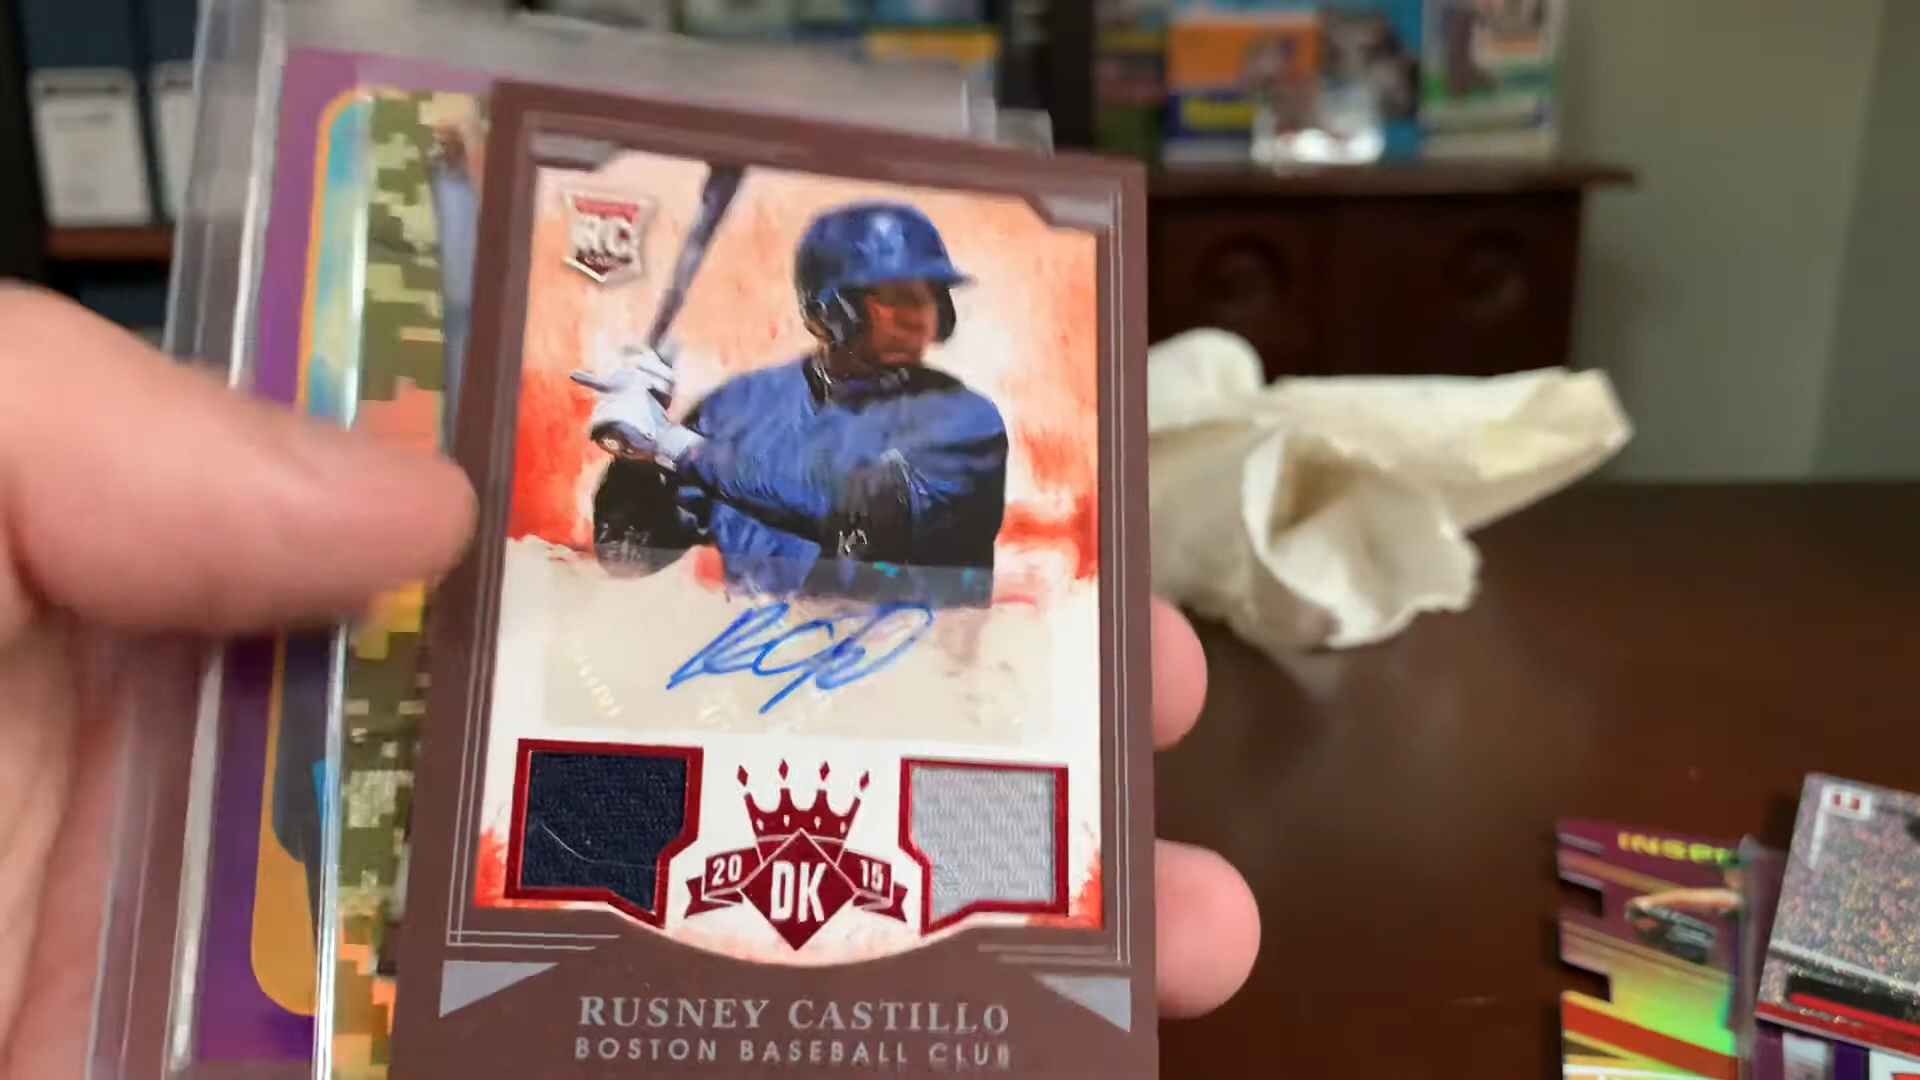 RC
20 15
DK
RUSNEY CASTILLO
BOSTON BASEBALL CLUB
INSPI